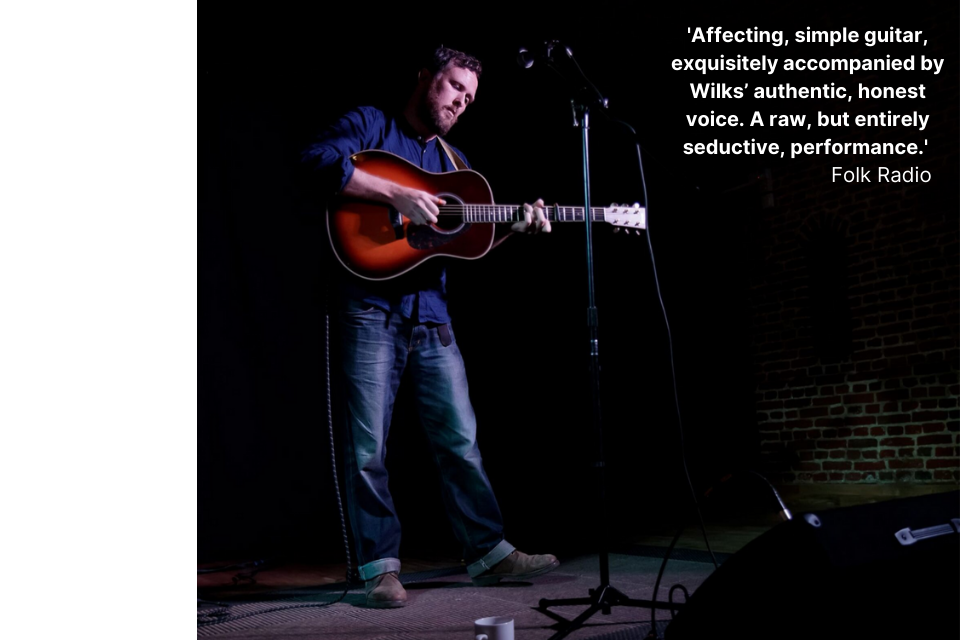 'Affecting, simple guitar,
exquisitely accompanied by
Wilks’ authentic, honest
voice. A raw, but entirely
seductive, performance.'
Folk Radio